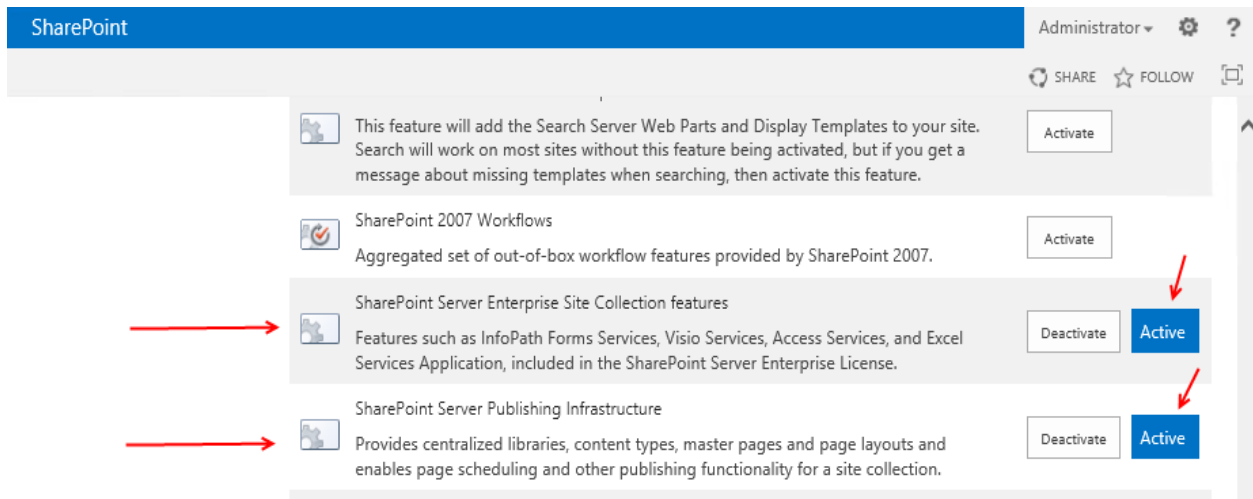 SharePoint
Administrator
?
SHARE
FOLLOW
This feature will add the Search Server Web Parts and Display Templates to your site.
Search will work on most sites without this feature being activated, but if you get a
message about missing templates when searching, then activate this feature.
Activate
SharePoint 2007 Workflows
Aggregated set of out-of-box workflow features provided by SharePoint 2007.
Activate
SharePoint Server Enterprise Site Collection features
Features such as InfoPath Forms Services, Visio Services, Access Services, and Excel
Services Application, included in the SharePoint Server Enterprise License.
Deactivate
Active
SharePoint Server Publishing Infrastructure
Provides centralized libraries, content types, master pages and page layouts and
enables page scheduling and other publishing functionality for a site collection.
Deactivate
Active